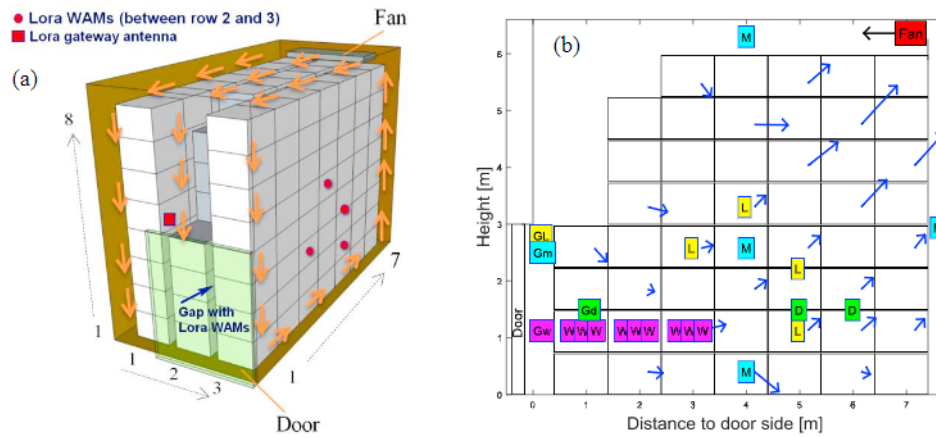 Lora WAMs (between row 2 and 3)
Lora gateway antenna
Fan
(a)
8
7
Gap with
Lora WAMs
1
1
2
3
1
Door
(b)
M
Fan
6
5
4
3
2
1
0
Height [m]
L
GL
Gm
L
M
L
Gd
D
D
Gw
W W W
W W W
W W W
L
M
Door
0 1 2 3 4 5 6 7
Distance to door side [m]